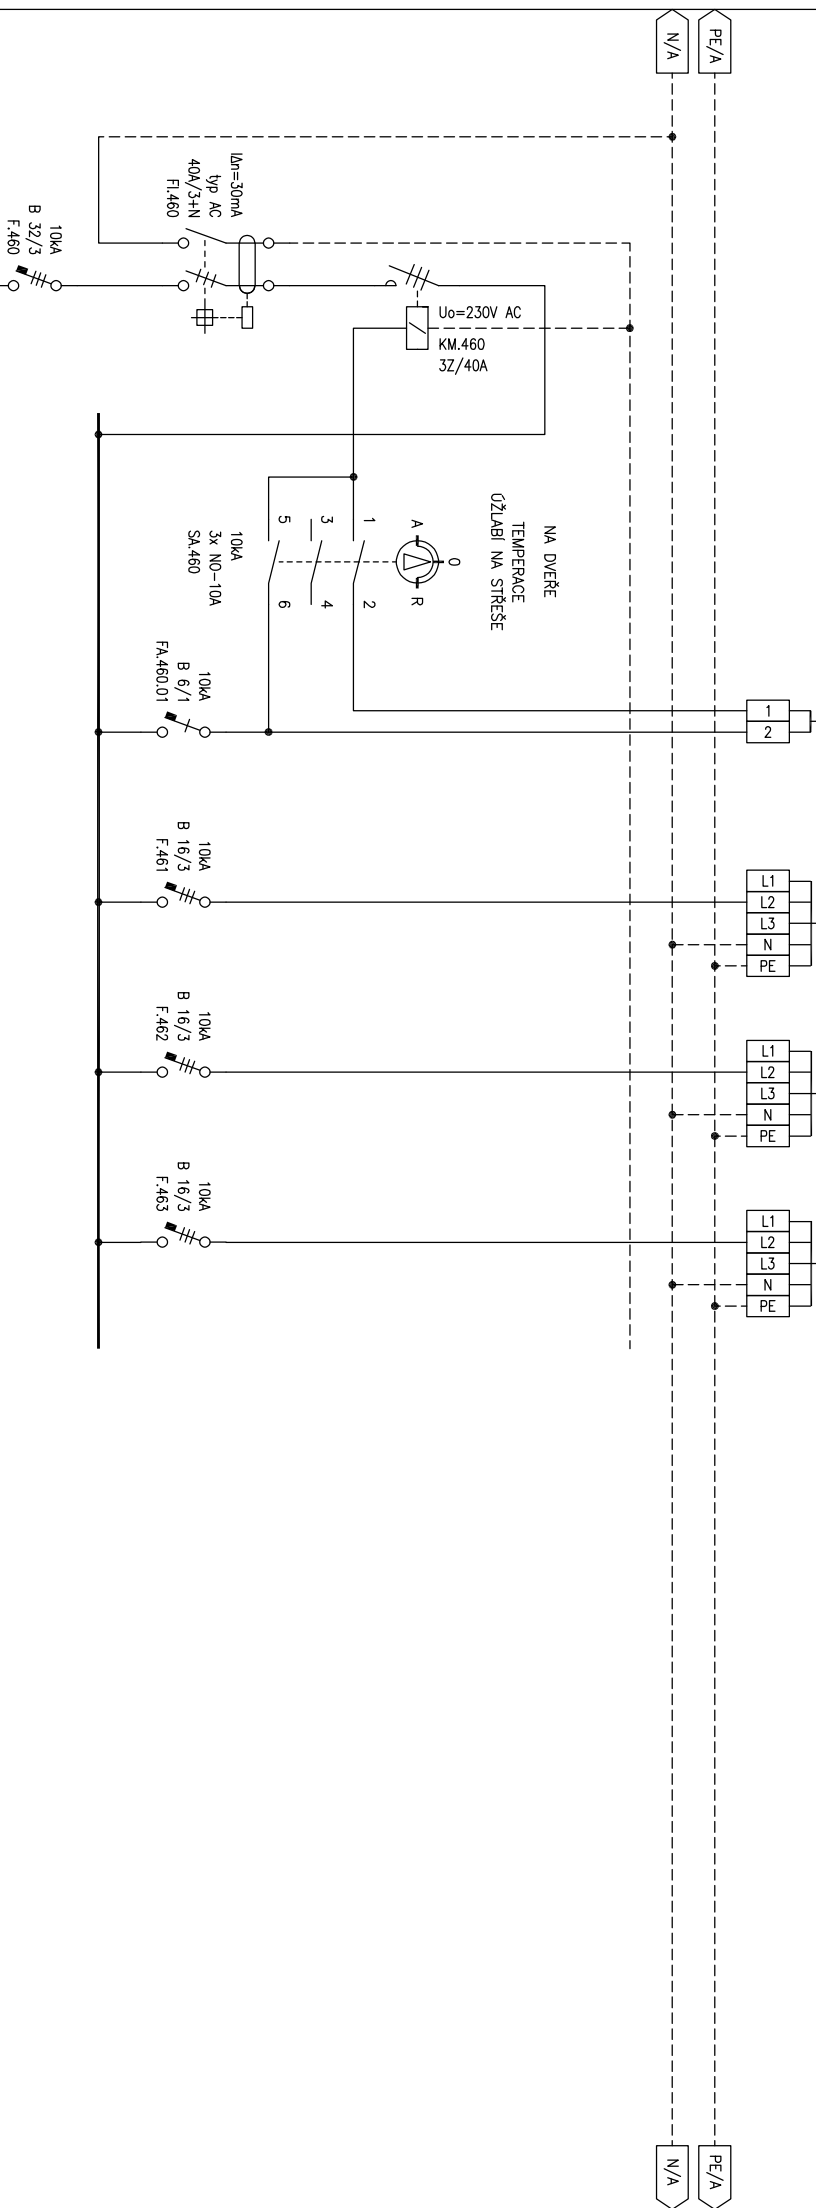 N/A
PE/A
I∆n=30mA
typ AC
40A/3+N
FI.460
10kA
B 32/3
F.460
Uo=230V AC
KM.460
3Z/40A
NA DVEŘE
TEMPERACE
ÚŽLABÍ NA STŘEŠE
A
0
R
1
2
3
4
5
6
10kA
3x NO-10A
SA.460
10kA
B 6/1
FA.460.01
1
2
10kA
B 16/3
F.461
L1
L2
L3
N
PE
10kA
B 16/3
F.462
L1
L2
L3
N
PE
10kA
B 16/3
F.463
L1
L2
L3
N
PE
N/A
PE/A